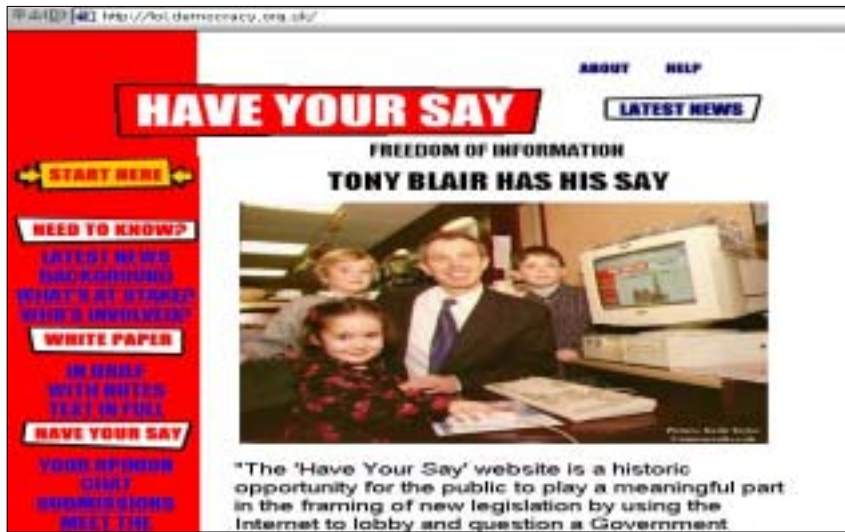 http://foi.democracy.org.uk/
ABOUT HELP
HAVE YOUR SAY
LATEST NEWS
FREEDOM OF INFORMATION
START HERE
TONY BLAIR HAS HIS SAY
NEED TO KNOW?
LATEST NEWS
BACKGROUND
WHAT'S AT STAKE?
WHO'S INVOLVED?
WHITE PAPER
IN BRIEF
WITH NOTES
TEXT IN FULL
HAVE YOUR SAY
YOUR OPINION
CHAT
SUBMISSIONS
MEET THE
"The 'Have Your Say' website is a historic
opportunity for the public to play a meaningful part
in the framing of new legislation by using the
Internet to lobby and question a Government